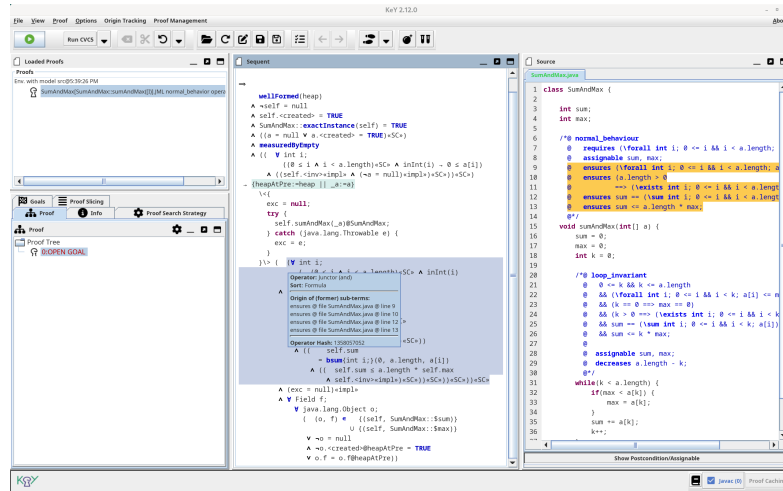 KeY 2.12.0
File View Proof Options Origin Tracking Proof Management
Run CVC5
Loaded Proofs
Proofs
Env. with model src@5:39:26 PM
SumAndMax[SumAndMax::sumAndMax([I)].JML normal_behavior opera
Goals Proof Slicing
Proof Info Proof Search Strategy
Proof
Proof Tree
0:OPEN GOAL
Sequent
⟹
wellFormed(heap)
∧ ¬self = null
∧ self.<created> = TRUE
∧ SumAndMax::exactInstance(self) = TRUE
∧ ((a = null ∨ a.<created> = TRUE)«SC»)
∧ measuredByEmpty
∧ (( ∀ int i;
((0 ≤ i ∧ i < a.length)«SC» ∧ inInt(i) → 0 ≤ a[i])
∧ ((self.<inv>«impl» ∧ (¬a = null)«impl»)«SC»))«SC»)
→ {heapAtPre:=heap || _a:=a}
\<{
exc = null;
try {
self.sumAndMax(_a)@SumAndMax;
} catch (java.lang.Throwable e) {
exc = e;
}
}\> ( (∀ int i;
( (0 ≤ i ∧ i < a.length)«SC» ∧ inInt(i)
∧
Operator: Junctor (and)
Sort: Formula
Origin of (former) sub-terms:
ensures @ file SumAndMax.java @ line 9
ensures @ file SumAndMax.java @ line 10
ensures @ file SumAndMax.java @ line 12
ensures @ file SumAndMax.java @ line 13
Operator Hash: 1358057052
«SC»))
∧ (( self.sum
= bsum{int i;}(0, a.length, a[i])
∧ (( self.sum ≤ a.length * self.max
∧ self.<inv>«impl»)«SC»))«SC»))«SC»))«SC»
∧ (exc = null)«impl»
∧ ∀ Field f;
∀ java.lang.Object o;
( (o, f) ∈ {(self, SumAndMax::$sum)}
∪ {(self, SumAndMax::$max)}
∨ ¬o = null
∧ ¬o.<created>@heapAtPre = TRUE
∨ o.f = o.f@heapAtPre))
Source
SumAndMax.java
1 class SumAndMax {
2
3 int sum;
4 int max;
5
6 /*@ normal_behaviour
7 @ requires (\forall int i; 0 <= i && i < a.length;
8 @ assignable sum, max;
9 @ ensures (\forall int i; 0 <= i && i < a.length; a
10 @ ensures (a.length > 0
11 @ ==> (\exists int i; 0 <= i && i < a.lengt
12 @ ensures sum == (\sum int i; 0 <= i && i < a.lengt
13 @ ensures sum <= a.length * max;
14 @*/
15 void sumAndMax(int[] a) {
16 sum = 0;
17 max = 0;
18 int k = 0;
19
20 /*@ loop_invariant
21 @ 0 <= k && k <= a.length
22 @ && (\forall int i; 0 <= i && i < k; a[i] <= m
23 @ && (k == 0 ==> max == 0)
24 @ && (k > 0 ==> (\exists int i; 0 <= i && i < k
25 @ && sum == (\sum int i; 0 <= i && i < k; a[i])
26 @ && sum <= k * max;
27 @
28 @ assignable sum, max;
29 @ decreases a.length - k;
30 @*/
31 while(k < a.length) {
32 if(max < a[k]) {
33 max = a[k];
34 }
35 sum += a[k];
36 k++;
Show Postcondition/Assignable
KeY
Javac (0) Proof Cachin